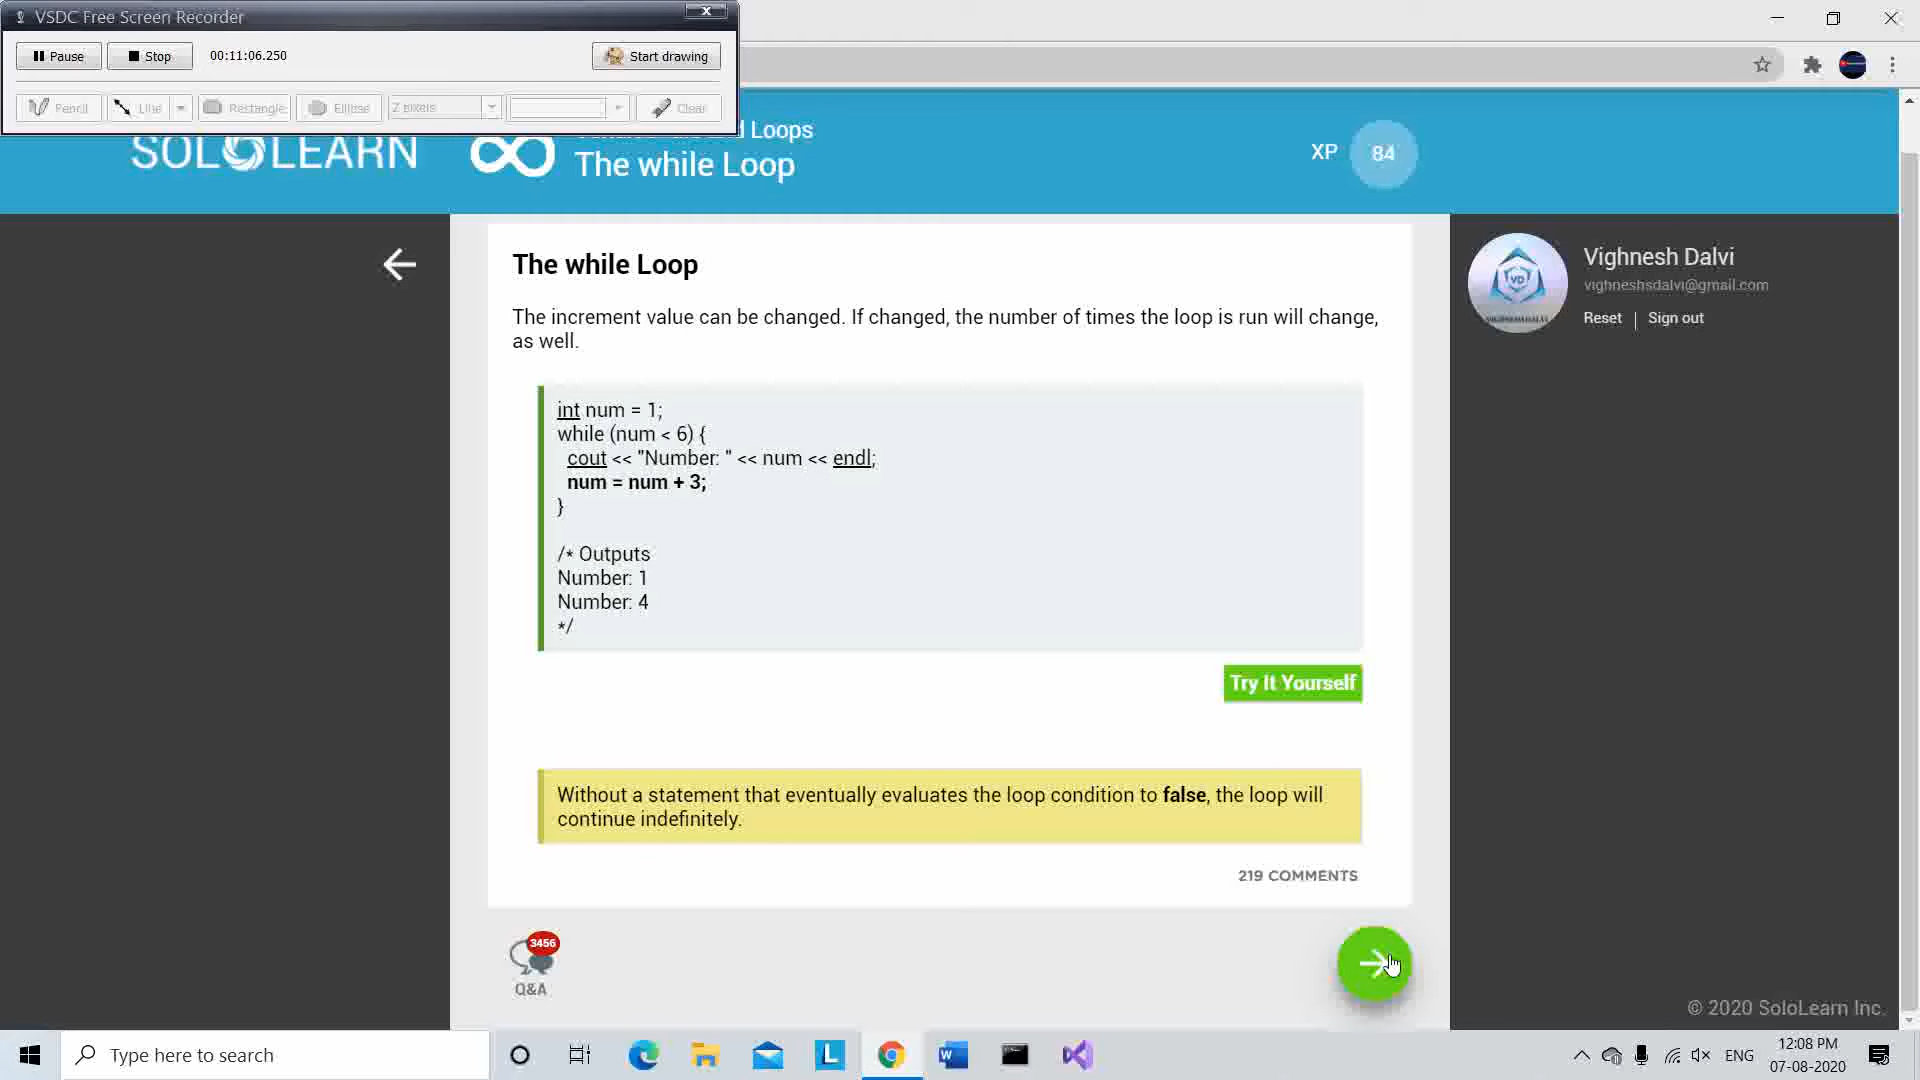 VSDC Free Screen Recorder
Pause Stop 00:11:06.250 Start drawing
Pencil Line Rectangle Ellipse 2 pixels Clear
Loops
SOLOLEARN The while Loop XP 84
The while Loop
The increment value can be changed. If changed, the number of times the loop is run will change,
as well.
int num = 1;
while (num < 6) {
cout << "Number: " << num << endl;
num = num + 3;
}
/* Outputs
Number: 1
Number: 4
*/
Try It Yourself
Without a statement that eventually evaluates the loop condition to false, the loop will
continue indefinitely.
219 COMMENTS
3456
Q&A
Vighnesh Dalvi
vighneshsdalvi@gmail.com
Reset | Sign out
VD
© 2020 SoloLearn Inc.
Type here to search
ENG
12:08 PM
07-08-2020